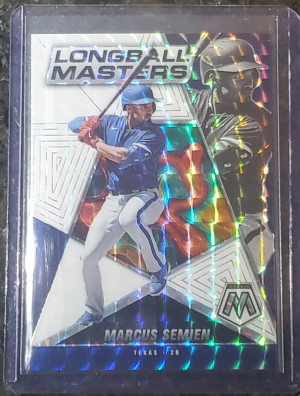 LONGBALL
MASTERS
MARCUS SEMIEN
TEXAS - 2B